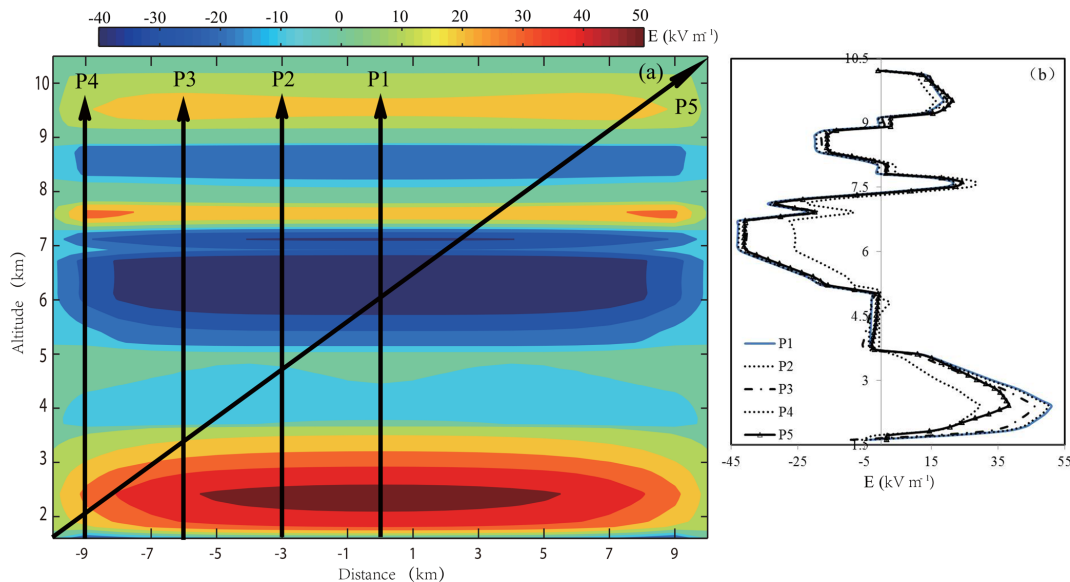 -40 -30 -20 -10 0 10 20 30 40 50
E (kV m⁻¹)
(a)
P4 P3 P2 P1
P5
10
9
8
7
6
5
4
3
2
Altitude (km)
-9 -7 -5 -3 -1 1 3 5 7 9
Distance (km)
(b)
10.5
9
7.5
6
4.5
3
1.5
P1
P2
P3
P4
P5
-45 -25 -5 15 35 55
E (kV m⁻¹)